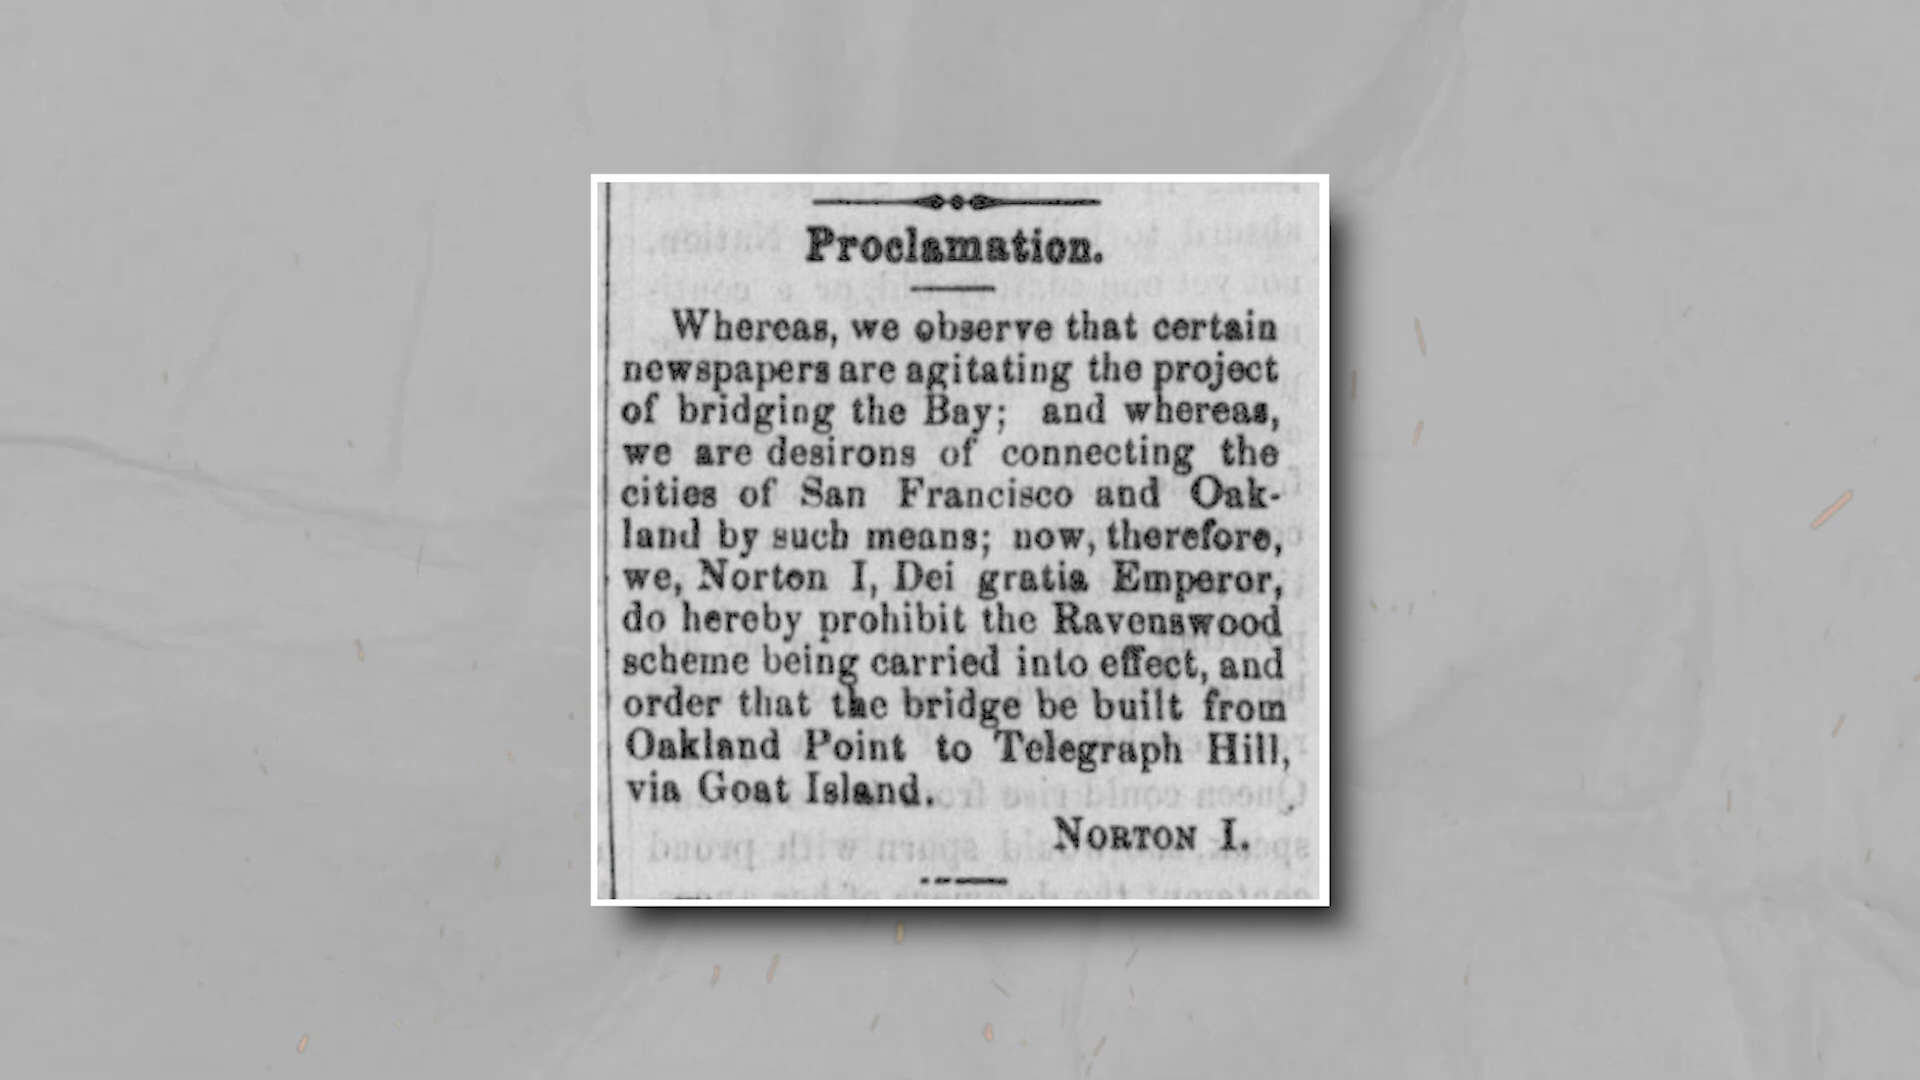 Proclamation.
Whereas, we observe that certain
newspapers are agitating the project
of bridging the Bay; and whereas,
we are desirons of connecting the
cities of San Francisco and Oak-
land by such means; now, therefore,
we, Norton I, Dei gratia Emperor,
do hereby prohibit the Ravenswood
scheme being carried into effect, and
order that the bridge be built from
Oakland Point to Telegraph Hill,
via Goat Island.
NORTON I.